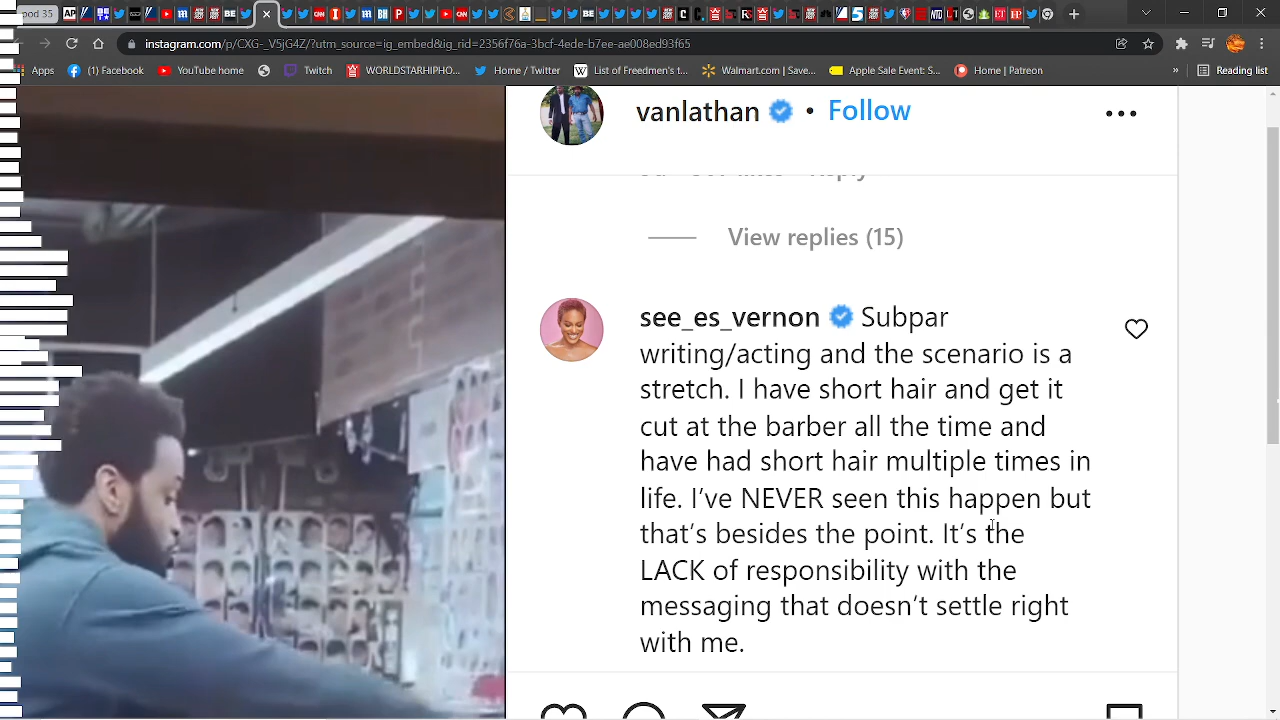 pod 35
instagram.com/p/CXG-_V5jG4Z/?utm_source=ig_embed&ig_rid=2356f76a-3bcf-4ede-b7ee-ae008ed93f65
Apps (1) Facebook YouTube home Twitch WORLDSTARHIPHO... Home / Twitter List of Freedmen's t... Walmart.com | Save... Apple Sale Event: S... Home | Patreon » Reading list
vanlathan • Follow
Reply
View replies (15)
see_es_vernon Subpar
writing/acting and the scenario is a
stretch. I have short hair and get it
cut at the barber all the time and
have had short hair multiple times in
life. I've NEVER seen this happen but
that's besides the point. It's the
LACK of responsibility with the
messaging that doesn't settle right
with me.